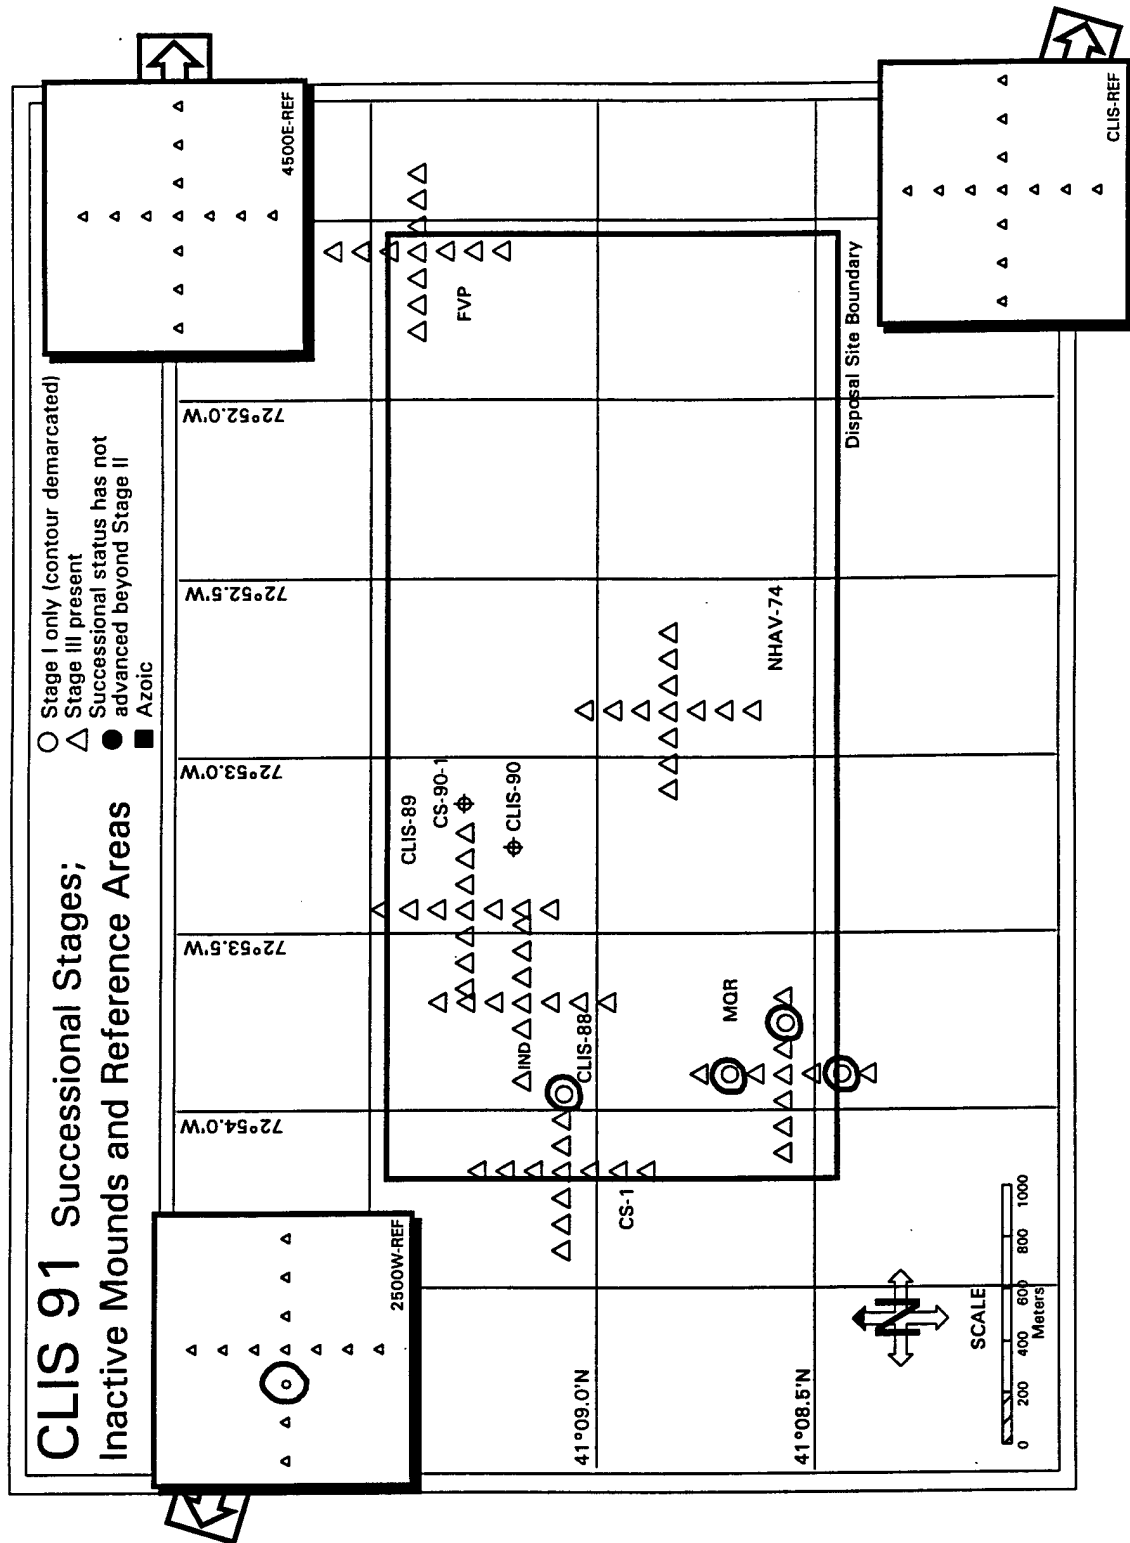 CLIS 91 Successional Stages;
Inactive Mounds and Reference Areas
Stage I only (contour demarcated)
Stage III present
Successional status has not
advanced beyond Stage II
Azoic
2500W-REF
4500E-REF
CLIS-REF
72°54.0'W
72°53.5'W
72°53.0'W
72°52.5'W
72°52.0'W
41°09.0'N
41°08.5'N
CLIS-89
CS-90-1
CLIS-90
FVP
IND
CLIS-88
CS-1
MQR
NHAV-74
Disposal Site Boundary
N
SCALE
0 200 400 600 800 1000
Meters